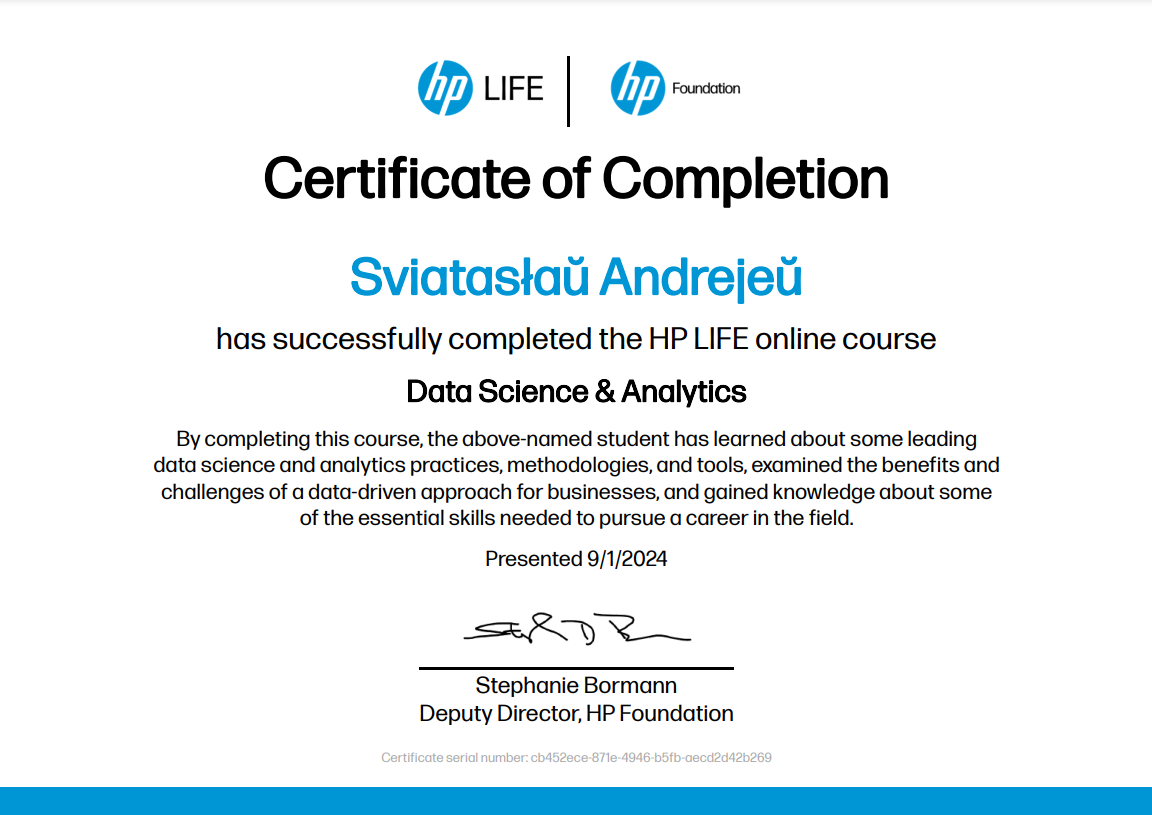 hp LIFE
hp Foundation
Certificate of Completion
Sviatasłaŭ Andrejeŭ
has successfully completed the HP LIFE online course
Data Science & Analytics
By completing this course, the above-named student has learned about some leading
data science and analytics practices, methodologies, and tools, examined the benefits and
challenges of a data-driven approach for businesses, and gained knowledge about some
of the essential skills needed to pursue a career in the field.
Presented 9/1/2024
Stephanie Bormann
Deputy Director, HP Foundation
Certificate serial number: cb452ece-871e-4946-b5fb-aecd2d42b269